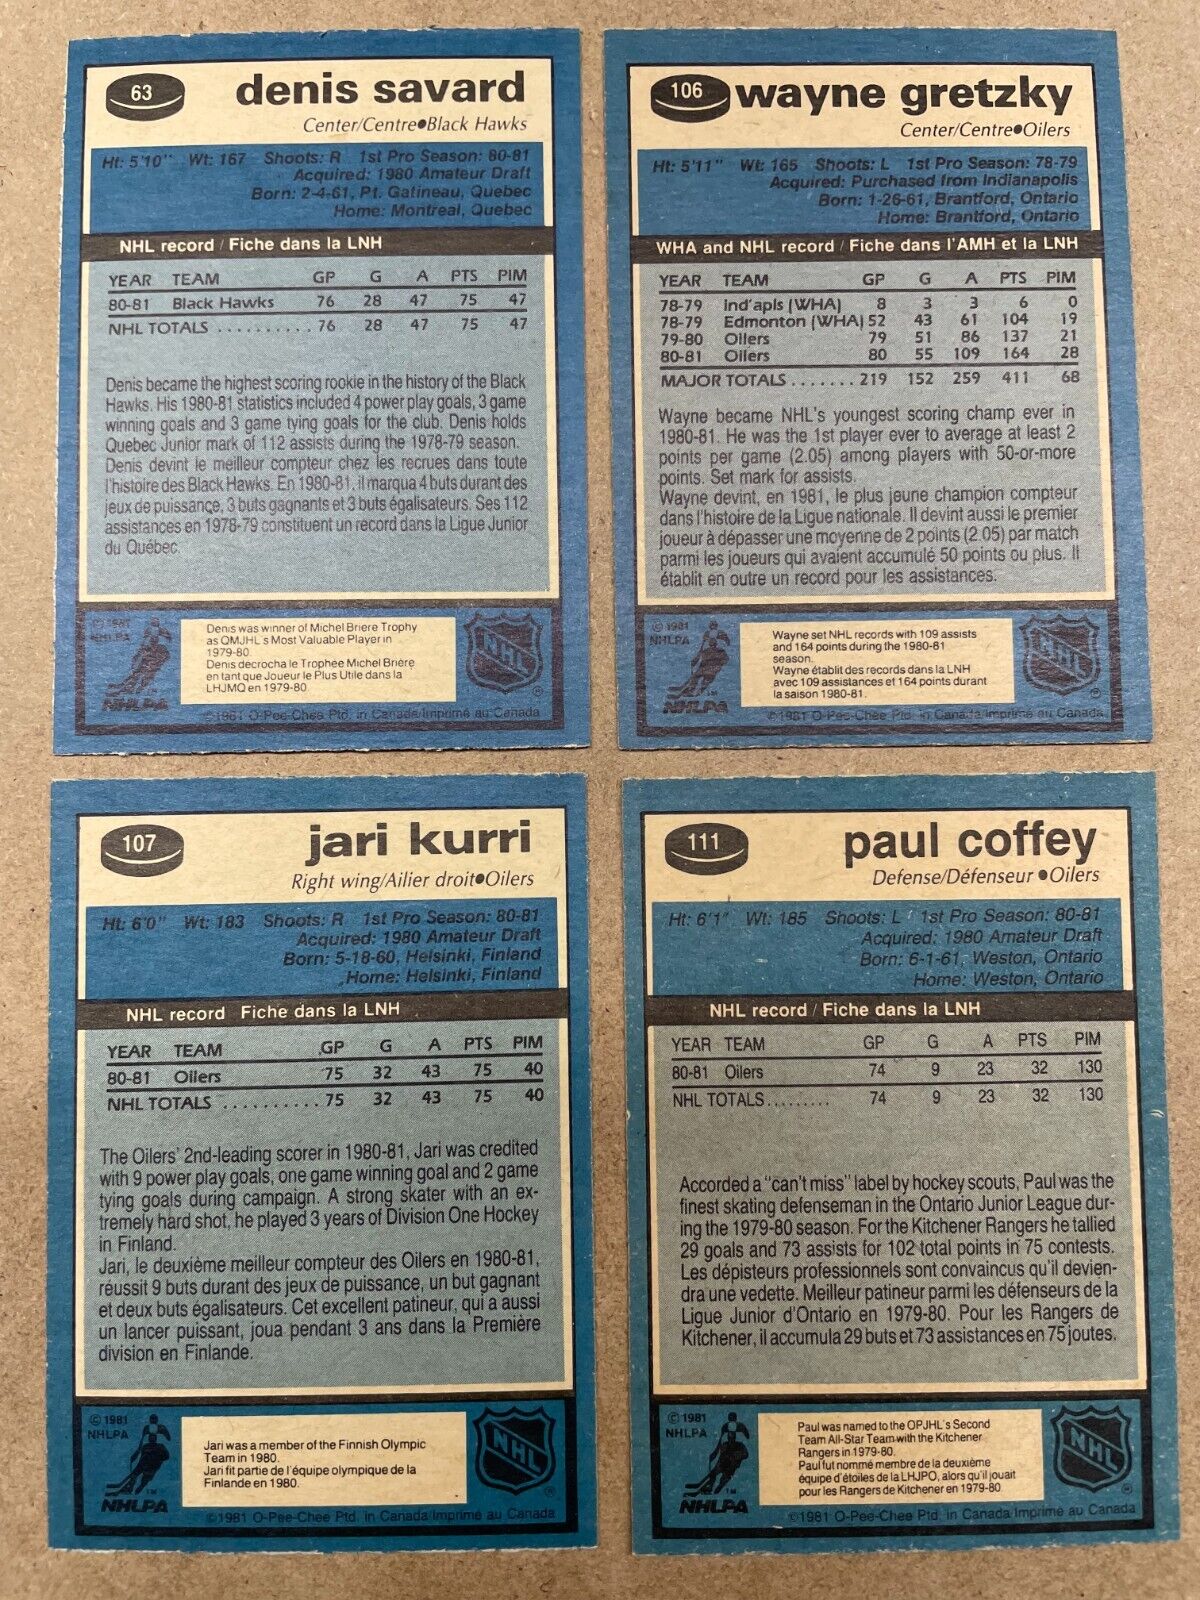 63
denis savard
Center/Centre●Black Hawks
Ht: 5'10" Wt: 167 Shoots: R 1st Pro Season: 80-81
Acquired: 1980 Amateur Draft
Born: 2-4-61, Pt. Gatineau, Quebec
Home: Montreal, Quebec
NHL record / Fiche dans la LNH
YEAR TEAM GP G A PTS PIM
80-81 Black Hawks 76 28 47 75 47
NHL TOTALS .......... 76 28 47 75 47
Denis became the highest scoring rookie in the history of the Black
Hawks. His 1980-81 statistics included 4 power play goals, 3 game
winning goals and 3 game tying goals for the club. Denis holds
Quebec Junior mark of 112 assists during the 1978-79 season.
Denis devint le meilleur compteur chez les recrues dans toute
l'histoire des Black Hawks. En 1980-81, il marqua 4 buts durant des
jeux de puissance, 3 buts gagnants et 3 buts égalisateurs. Ses 112
assistances en 1978-79 constituent un record dans la Ligue Junior
du Québec.
© 1981
NHLPA
NHLPA
Denis was winner of Michel Briere Trophy
as QMJHL's Most Valuable Player in
1979-80.
Denis decrocha le Trophée Michel Brière
en tant que Joueur le Plus Utile dans la
LHJMQ en 1979-80.
NHL
®
©1981 O-Pee-Chee Ptd. in Canada/Imprimé au Canada
106
wayne gretzky
Center/Centre●Oilers
Ht: 5'11" Wt: 165 Shoots: L 1st Pro Season: 78-79
Acquired: Purchased from Indianapolis
Born: 1-26-61, Brantford, Ontario
Home: Brantford, Ontario
WHA and NHL record / Fiche dans l'AMH et la LNH
YEAR TEAM GP G A PTS PIM
78-79 Ind'apls (WHA) 8 3 3 6 0
78-79 Edmonton (WHA) 52 43 61 104 19
79-80 Oilers 79 51 86 137 21
80-81 Oilers 80 55 109 164 28
MAJOR TOTALS ....... 219 152 259 411 68
Wayne became NHL's youngest scoring champ ever in
1980-81. He was the 1st player ever to average at least 2
points per game (2.05) among players with 50-or-more
points. Set mark for assists.
Wayne devint, en 1981, le plus jeune champion compteur
dans l'histoire de la Ligue nationale. Il devint aussi le premier
joueur à dépasser une moyenne de 2 points (2.05) par match
parmi les joueurs qui avaient accumulé 50 points ou plus. Il
établit en outre un record pour les assistances.
© 1981
NHLPA
NHLPA
Wayne set NHL records with 109 assists
and 164 points during the 1980-81
season.
Wayne établit des records dans la LNH
avec 109 assistances et 164 points durant
la saison 1980-81.
NHL
®
©1981 O-Pee-Chee Ptd. in Canada/Imprimé au Canada
107
jari kurri
Right wing/Ailier droit●Oilers
Ht: 6'0" Wt: 183 Shoots: R 1st Pro Season: 80-81
Acquired: 1980 Amateur Draft
Born: 5-18-60, Helsinki, Finland
Home: Helsinki, Finland
NHL record Fiche dans la LNH
YEAR TEAM GP G A PTS PIM
80-81 Oilers 75 32 43 75 40
NHL TOTALS .......... 75 32 43 75 40
The Oilers' 2nd-leading scorer in 1980-81, Jari was credited
with 9 power play goals, one game winning goal and 2 game
tying goals during campaign. A strong skater with an ex-
tremely hard shot, he played 3 years of Division One Hockey
in Finland.
Jari, le deuxième meilleur compteur des Oilers en 1980-81,
réussit 9 buts durant des jeux de puissance, un but gagnant
et deux buts égalisateurs. Cet excellent patineur, qui a aussi
un lancer puissant, joua pendant 3 ans dans la Première
division en Finlande.
© 1981
NHLPA
NHLPA
Jari was a member of the Finnish Olympic
Team in 1980.
Jari fit partie de l'équipe olympique de la
Finlande en 1980.
NHL
®
©1981 O-Pee-Chee Ptd. in Canada Imprimé au Canada
111
paul coffey
Defense/Défenseur ●Oilers
Ht: 6'1" Wt: 185 Shoots: L 1st Pro Season: 80-81
Acquired: 1980 Amateur Draft
Born: 6-1-61, Weston, Ontario
Home: Weston, Ontario
NHL record / Fiche dans la LNH
YEAR TEAM GP G A PTS PIM
80-81 Oilers 74 9 23 32 130
NHL TOTALS......... 74 9 23 32 130
Accorded a "can't miss" label by hockey scouts, Paul was the
finest skating defenseman in the Ontario Junior League dur-
ing the 1979-80 season. For the Kitchener Rangers he tallied
29 goals and 73 assists for 102 total points in 75 contests.
Les dépisteurs professionnels sont convaincus qu'il devien-
dra une vedette. Meilleur patineur parmi les défenseurs de la
Ligue Junior d'Ontario en 1979-80. Pour les Rangers de
Kitchener, il accumula 29 buts et 73 assistances en 75 joutes.
© 1981
NHLPA
NHLPA
Paul was named to the OPJHL's Second
Team All-Star Team with the Kitchener
Rangers in 1979-80.
Paul fut nommé membre de la deuxième
équipe d'étoiles de la LHJPO, alors qu'il jouait
pour les Rangers de Kitchener en 1979-80.
NHL
®
©1981 O-Pee-Chee Ptd. in Canada Imprimé au Canada